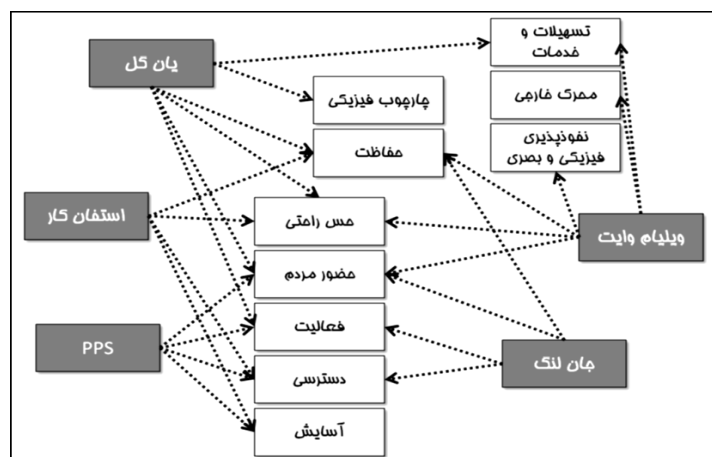 تسهیلات و
خدمات
یان گل
چارچوب فیزیکی
محرک خارجی
حفاظت
نفوذپذیری
فیزیکی و بصری
استفان کار
حس راحتی
ویلیام وایت
حضور مردم
فعالیت
PPS
جان لنگ
دسترسی
آسایش